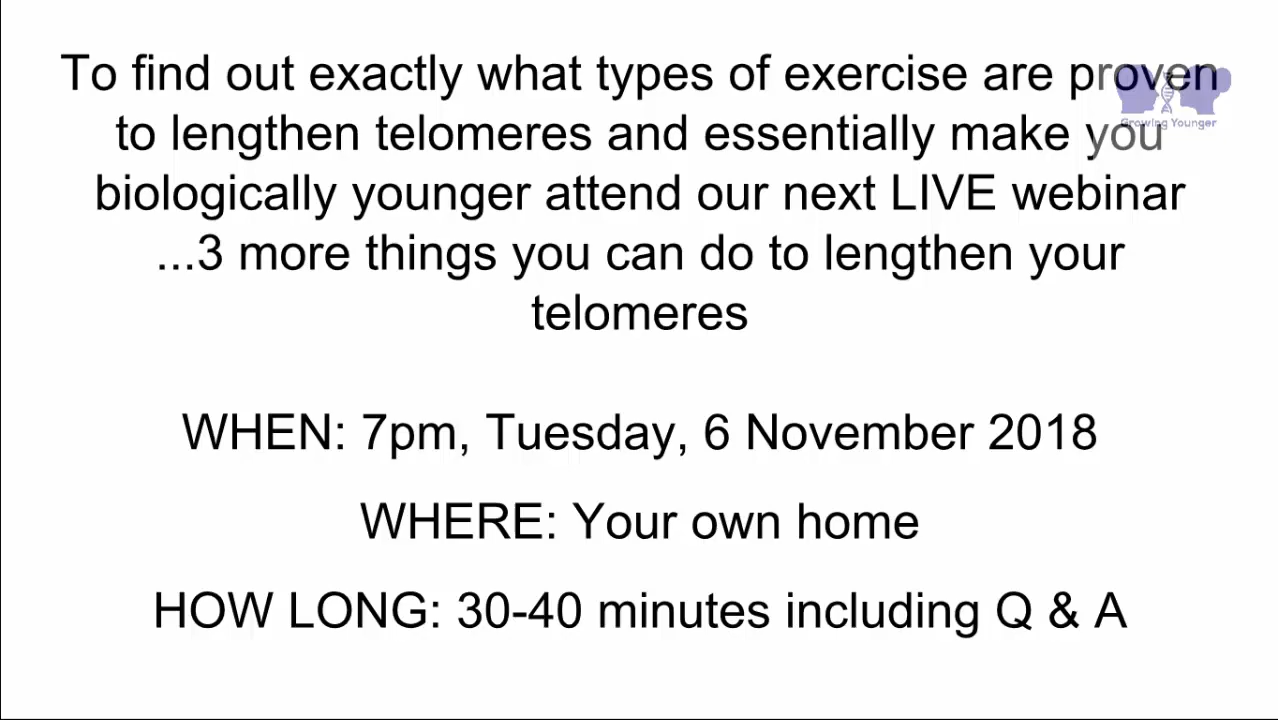 To find out exactly what types of exercise are proven
to lengthen telomeres and essentially make you
biologically younger attend our next LIVE webinar
...3 more things you can do to lengthen your
telomeres
WHEN: 7pm, Tuesday, 6 November 2018
WHERE: Your own home
HOW LONG: 30-40 minutes including Q & A
Growing Younger